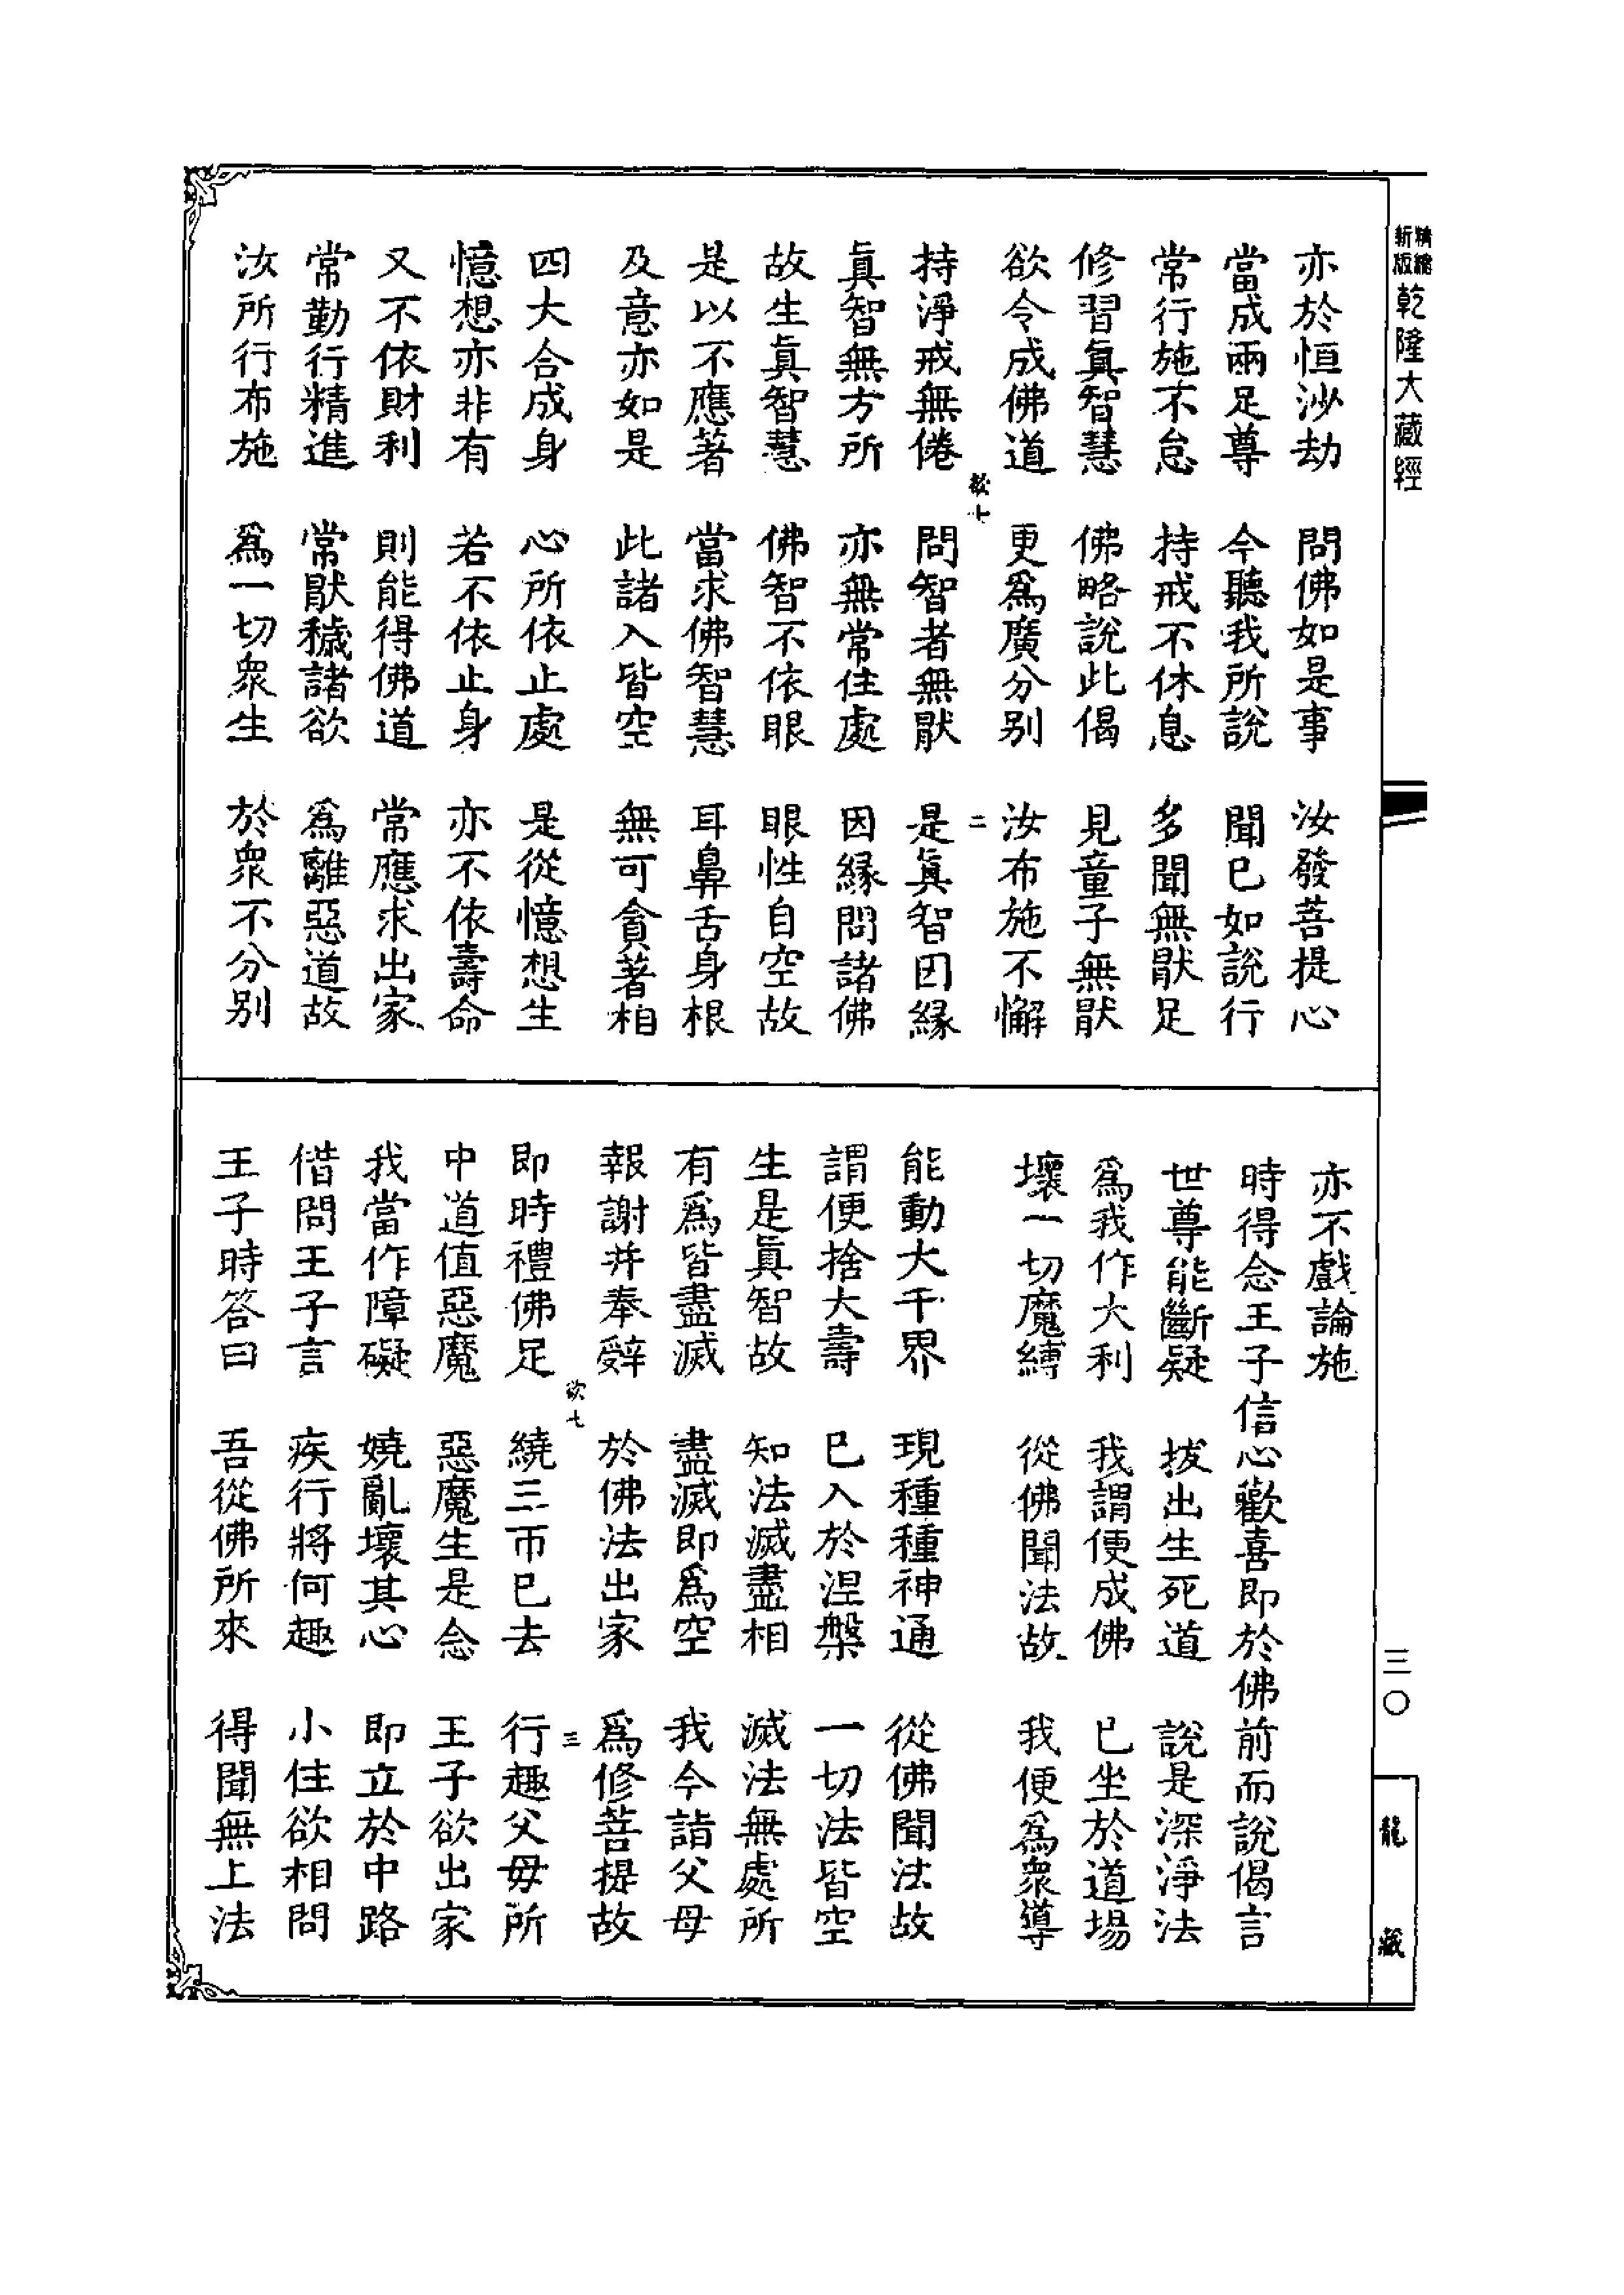 精縮新版乾隆大藏經
亦於恒沙劫　問佛如是事　汝發菩提心
當成兩足尊　今聽我所說　聞已如說行
常行施不怠　持戒不休息　多聞無猒足
修習眞智慧　佛略說此偈　見童子無猒
欲令成佛道　更爲廣分别　汝布施不懈
欲七　二
持淨戒無倦　問智者無猒　是眞智因緣
眞智無方所　亦無常住處　因緣問諸佛
故生眞智慧　佛智不依眼　眼性自空故
是以不應著　當求佛智慧　耳鼻舌身根
及意亦如是　此諸入皆空　無可貪著相
四大合成身　心所依止處　是從憶想生
憶想亦非有　若不依止身　亦不依壽命
又不依財利　則能得佛道　常應求出家
常勤行精進　常猒穢諸欲　爲離惡道故
汝所行布施　爲一切衆生　於衆不分别
亦不戲論施
時得念王子信心歡喜即於佛前而說偈言
世尊能斷疑　拔出生死道　說是深淨法
爲我作大利　我謂便成佛　已坐於道場
壞一切魔縛　從佛聞法故　我便爲衆導
能動大千界　現種種神通　從佛聞法故
謂便捨大壽　已入於涅槃　一切法皆空
生是眞智故　知法滅盡相　滅法無處所
有爲皆盡滅　盡滅即爲空　我今詣父母
報謝并奉辭　於佛法出家　爲修菩提故
欲七　三
即時禮佛足　繞三帀已去　行趣父母所
中道值惡魔　惡魔生是念　王子欲出家
我當作障礙　嬈亂壞其心　即立於中路
偕問王子言　疾行將何趣　小住欲相問
王子時答曰　吾從佛所來　得聞無上法
三〇
龍藏